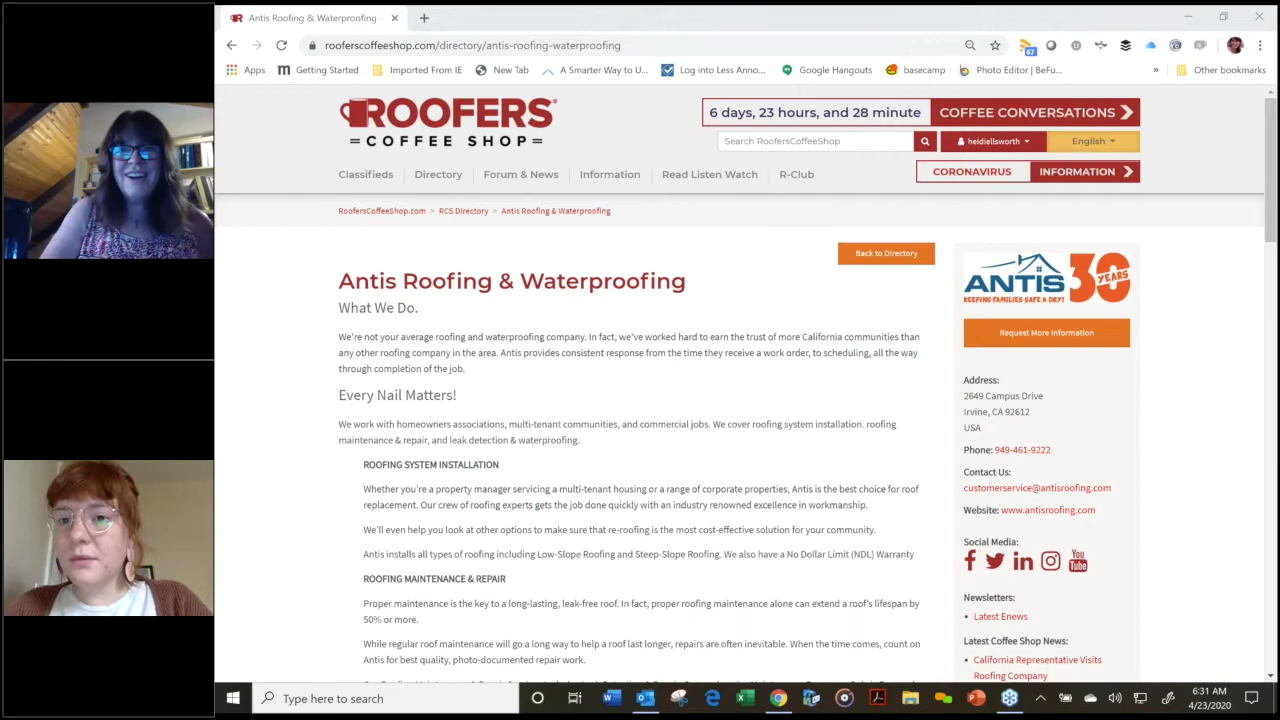 Antis Roofing & Waterproofing
rooferscoffeeshop.com/directory/antis-roofing-waterproofing
67
Apps
Getting Started
Imported From IE
New Tab
A Smarter Way to U...
Log into Less Anno...
Google Hangouts
basecamp
Photo Editor | BeFu...
»
Other bookmarks
ROOFERS®
COFFEE SHOP
6 days, 23 hours, and 28 minute
COFFEE CONVERSATIONS
Search RoofersCoffeeShop
heidiellsworth
English
Classifieds
Directory
Forum & News
Information
Read Listen Watch
R-Club
CORONAVIRUS
INFORMATION
RoofersCoffeeShop.com > RCS Directory > Antis Roofing & Waterproofing
Back to Directory
Antis Roofing & Waterproofing
What We Do.
We're not your average roofing and waterproofing company. In fact, we've worked hard to earn the trust of more California communities than
any other roofing company in the area. Antis provides consistent response from the time they receive a work order, to scheduling, all the way
through completion of the job.
Every Nail Matters!
We work with homeowners associations, multi-tenant communities, and commercial jobs. We cover roofing system installation. roofing
maintenance & repair, and leak detection & waterproofing.
ROOFING SYSTEM INSTALLATION
Whether you're a property manager servicing a multi-tenant housing or a range of corporate properties, Antis is the best choice for roof
replacement. Our crew of roofing experts gets the job done quickly with an industry renowned excellence in workmanship.
We'll even help you look at other options to make sure that re-roofing is the most cost-effective solution for your community.
Antis installs all types of roofing including Low-Slope Roofing and Steep-Slope Roofing. We also have a No Dollar Limit (NDL) Warranty
ROOFING MAINTENANCE & REPAIR
Proper maintenance is the key to a long-lasting, leak-free roof. In fact, proper roofing maintenance alone can extend a roof's lifespan by
50% or more.
While regular roof maintenance will go a long way to help a roof last longer, repairs are often inevitable. When the time comes, count on
Antis for best quality, photo-documented repair work.
ANTIS 30 YEARS
KEEPING FAMILIES SAFE & DRY!
Request More Information
Address:
2649 Campus Drive
Irvine, CA 92612
USA
Phone: 949-461-9222
Contact Us:
customerservice@antisroofing.com
Website: www.antisroofing.com
Social Media:
You
Tube
Newsletters:
• Latest Enews
Latest Coffee Shop News:
• California Representative Visits
Roofing Company
Type here to search
6:31 AM
4/23/2020